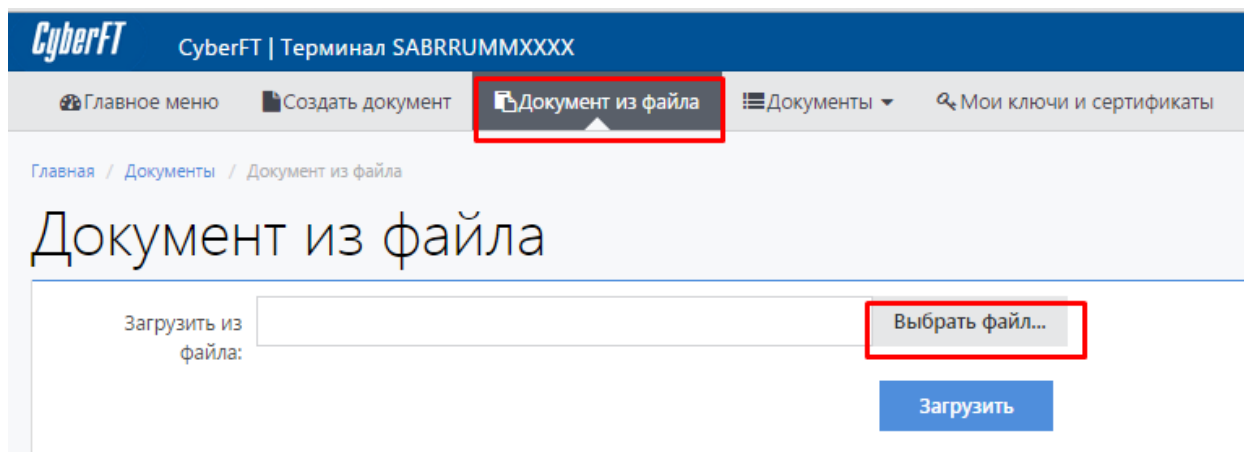 CyberFT CyberFT | Терминал SABRRUMMXXXX
Главное меню Создать документ Документ из файла Документы Мои ключи и сертификаты
Главная / Документы / Документ из файла
Документ из файла
Загрузить из файла:
Выбрать файл...
Загрузить